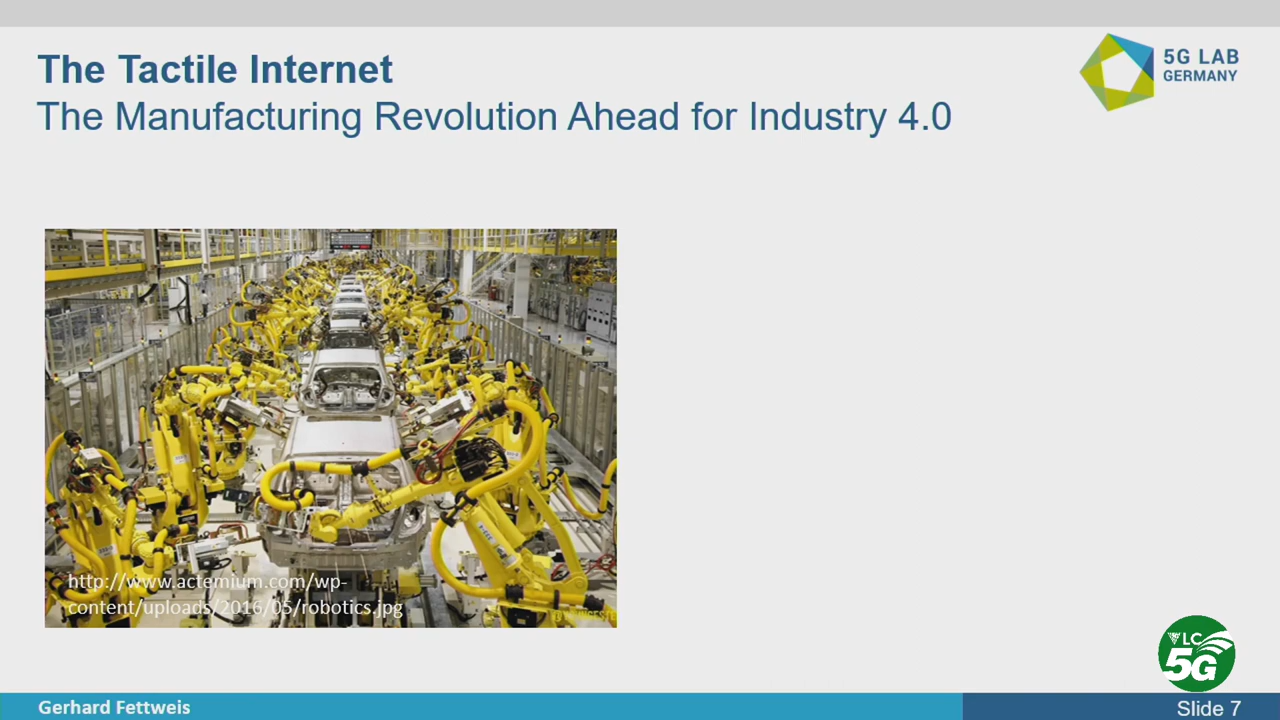 The Tactile Internet
The Manufacturing Revolution Ahead for Industry 4.0
5G LAB
GERMANY
http://www.actemium.com/wp-
content/uploads/2016/05/robotics.jpg
VLC
5G
Gerhard Fettweis
Slide 7